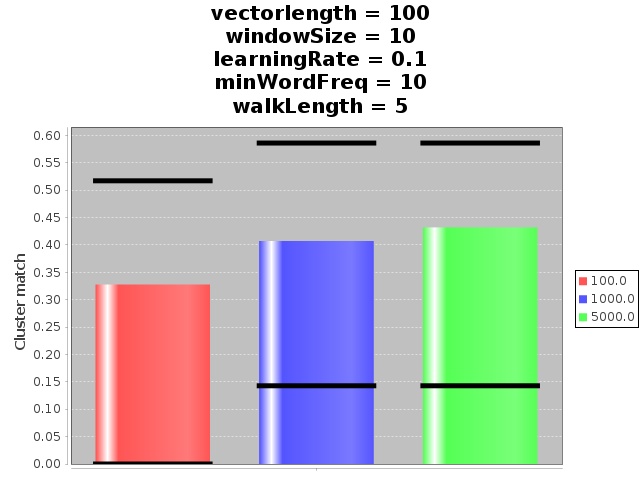 vectorlength = 100
windowSize = 10
learningRate = 0.1
minWordFreq = 10
walkLength = 5
0.60
0.55
0.50
0.45
0.40
0.35
0.30
0.25
0.20
0.15
0.10
0.05
0.00
Cluster match
100.0
1000.0
5000.0